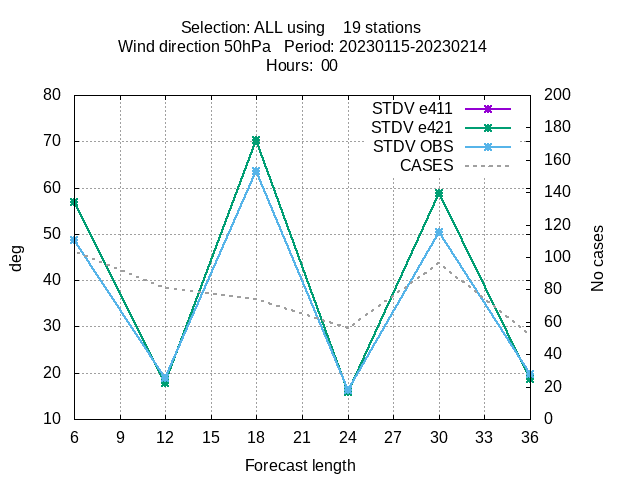 Selection: ALL using    19 stations
Wind direction 50hPa   Period: 20230115-20230214
Hours:  00
80
70
60
50
40
30
20
10
200
180
160
140
120
100
80
60
40
20
0
STDV e411
STDV e421
STDV OBS
CASES
deg
No cases
6 9 12 15 18 21 24 27 30 33 36
Forecast length